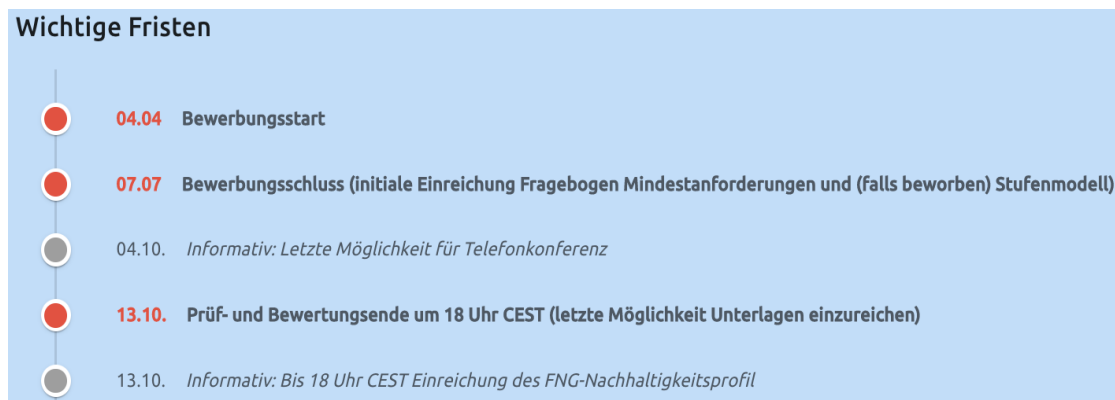 Wichtige Fristen
04.04 Bewerbungsstart
07.07 Bewerbungsschluss (initiale Einreichung Fragebogen Mindestanforderungen und (falls beworben) Stufenmodell)
04.10. Informativ: Letzte Möglichkeit für Telefonkonferenz
13.10. Prüf- und Bewertungsende um 18 Uhr CEST (letzte Möglichkeit Unterlagen einzureichen)
13.10. Informativ: Bis 18 Uhr CEST Einreichung des FNG-Nachhaltigkeitsprofil